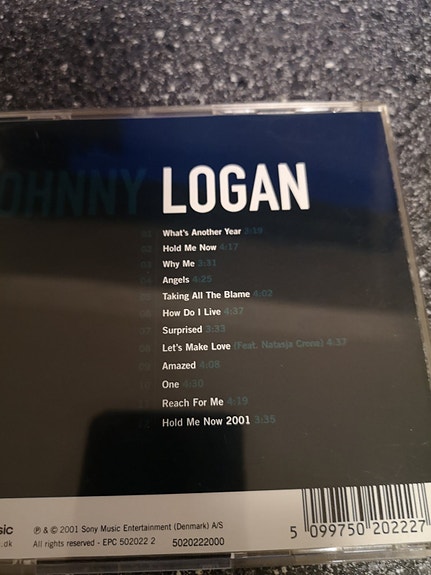 OHNNY LOGAN
01 What's Another Year 3:19
02 Hold Me Now 4:17
03 Why Me 3:31
04 Angels 4:25
05 Taking All The Blame 4:02
06 How Do I Live 4:37
07 Surprised 3:33
08 Let's Make Love (Feat. Natasja Crone) 4:37
09 Amazed 4:08
10 One 4:30
11 Reach For Me 4:19
12 Hold Me Now 2001 3:35
sic ℗ & © 2001 Sony Music Entertainment (Denmark) A/S
.dk All rights reserved - EPC 502022 2 5020222000
5 099750 202227